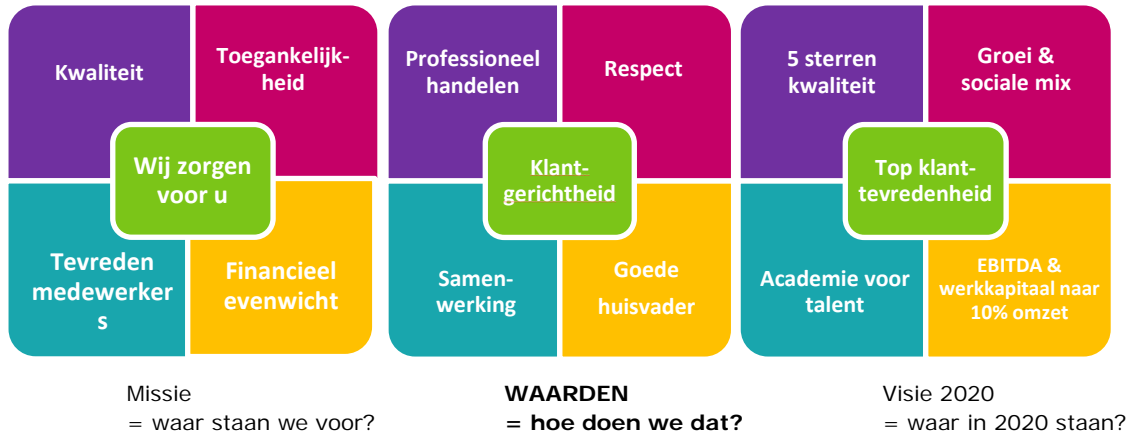 Kwaliteit
Toegankelijk-
heid
Wij zorgen
voor u
Tevreden
medewerker
s
Financieel
evenwicht
Professioneel
handelen
Respect
Klant-
gerichtheid
Samen-
werking
Goede
huisvader
5 sterren
kwaliteit
Groei &
sociale mix
Top klant-
tevredenheid
Academie voor
talent
EBITDA &
werkkapitaal naar
10% omzet
Missie
= waar staan we voor?
WAARDEN
= hoe doen we dat?
Visie 2020
= waar in 2020 staan?